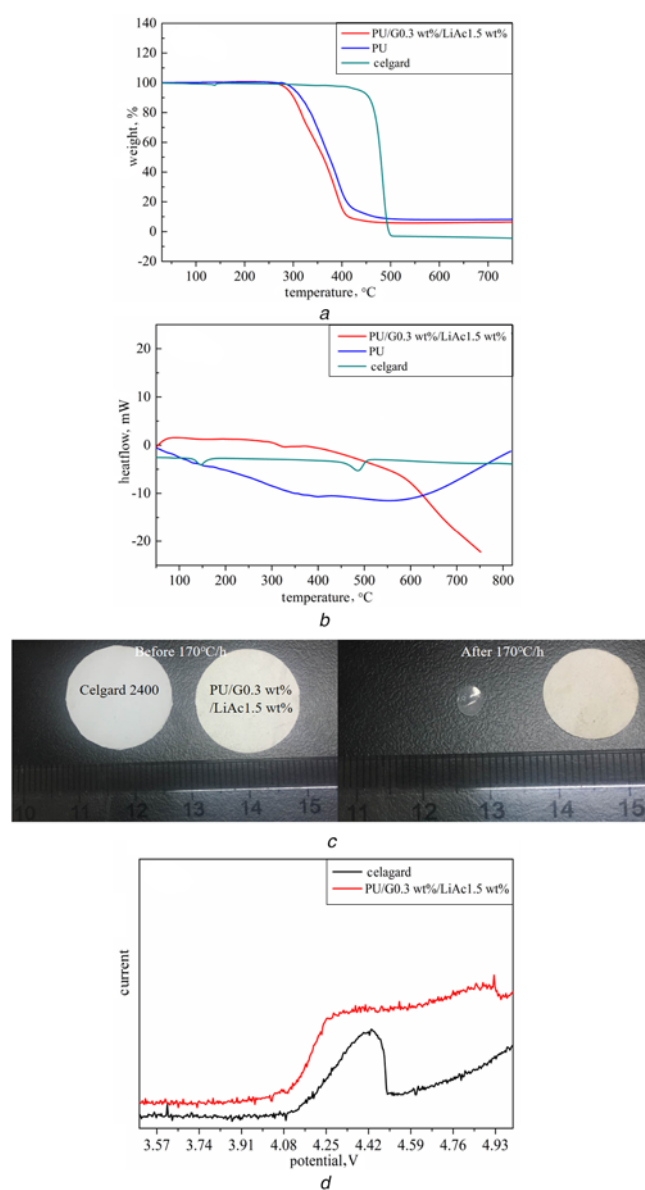 140
120
100
80
60
40
20
0
-20
weight, %
PU/G0.3 wt%/LiAc1.5 wt%
PU
celgard
100 200 300 400 500 600 700
temperature, °C
a
20
10
0
-10
-20
heatflow, mW
PU/G0.3 wt%/LiAc1.5 wt%
PU
celgard
100 200 300 400 500 600 700 800
temperature, °C
b
Before 170°C/h
Celgard 2400
PU/G0.3 wt%
/LiAc1.5 wt%
10 11 12 13 14 15
After 170°C/h
11 12 13 14 15
c
current
celagard
PU/G0.3 wt%/LiAc1.5 wt%
3.57 3.74 3.91 4.08 4.25 4.42 4.59 4.76 4.93
potential, V
d